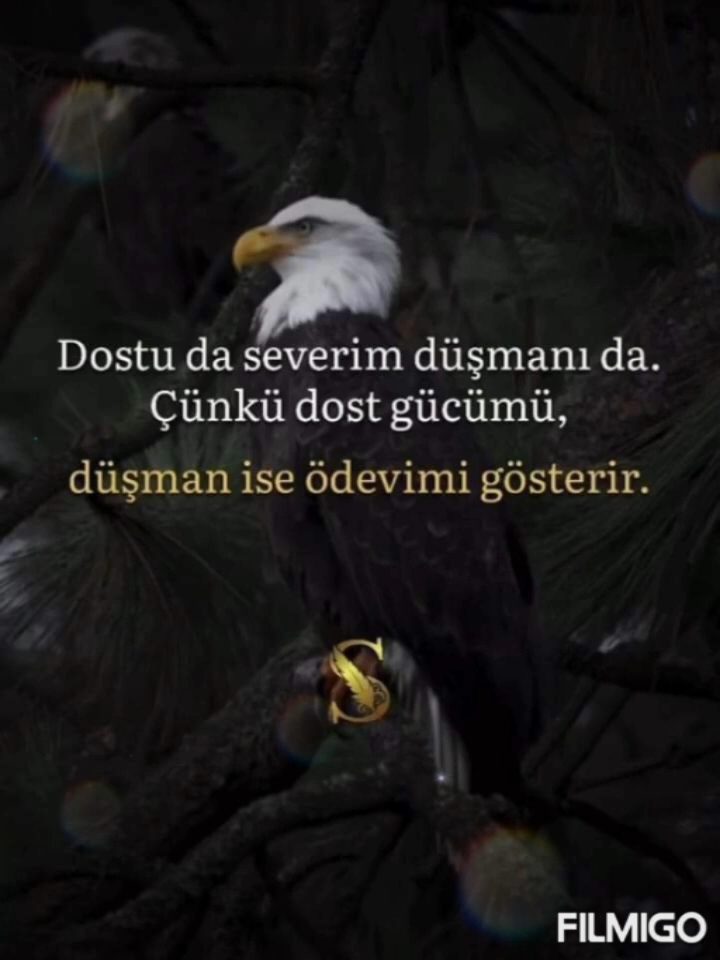 Dostu da severim düşmanı da.
Çünkü dost gücümü,
düşman ise ödevimi gösterir.
S
FILMIGO